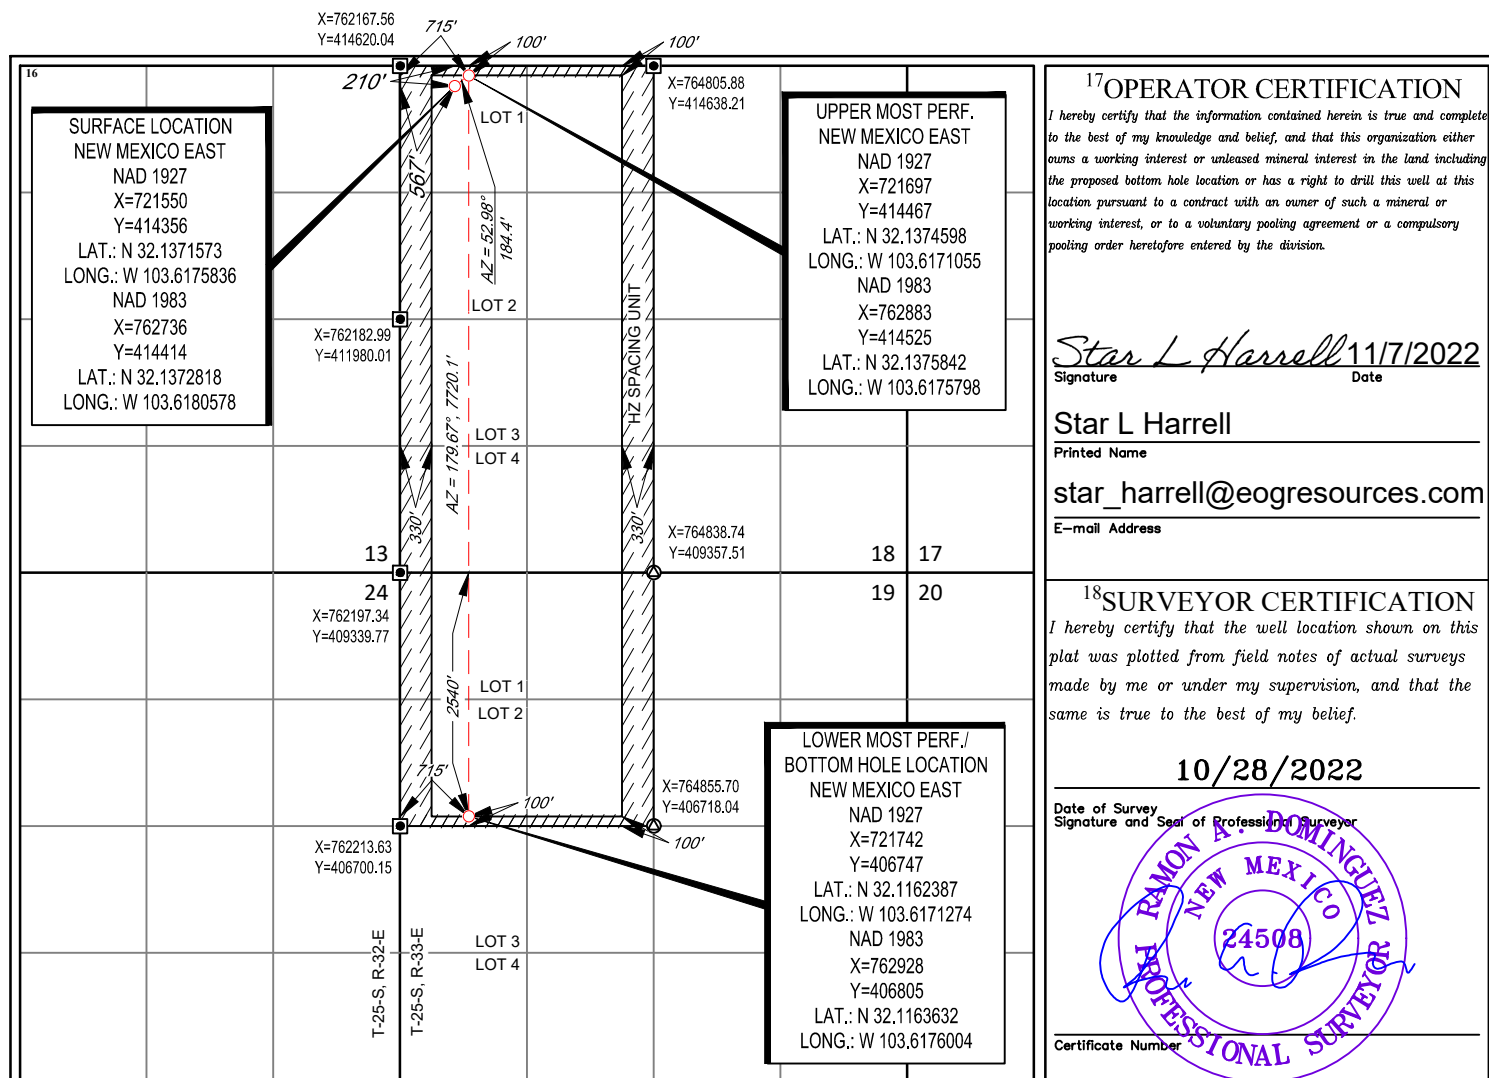 X=762167.56
Y=414620.04
715'
100'
100'
16
210'
X=764805.88
Y=414638.21
LOT 1
SURFACE LOCATION
NEW MEXICO EAST
NAD 1927
X=721550
Y=414356
LAT.: N 32.1371573
LONG.: W 103.6175836
NAD 1983
X=762736
Y=414414
LAT.: N 32.1372818
LONG.: W 103.6180578
567'
AZ = 52.98°
184.4'
UPPER MOST PERF.
NEW MEXICO EAST
NAD 1927
X=721697
Y=414467
LAT.: N 32.1374598
LONG.: W 103.6171055
NAD 1983
X=762883
Y=414525
LAT.: N 32.1375842
LONG.: W 103.6175798
LOT 2
X=762182.99
Y=411980.01
HZ SPACING UNIT
AZ = 179.67°, 7720.1'
LOT 3
LOT 4
330'
330'
X=764838.74
Y=409357.51
13
18
17
24
19
20
X=762197.34
Y=409339.77
2540'
LOT 1
LOT 2
715'
100'
X=764855.70
Y=406718.04
100'
X=762213.63
Y=406700.15
LOWER MOST PERF./
BOTTOM HOLE LOCATION
NEW MEXICO EAST
NAD 1927
X=721742
Y=406747
LAT.: N 32.1162387
LONG.: W 103.6171274
NAD 1983
X=762928
Y=406805
LAT.: N 32.1163632
LONG.: W 103.6176004
LOT 3
LOT 4
T-25-S, R-32-E
T-25-S, R-33-E
17OPERATOR CERTIFICATION
I hereby certify that the information contained herein is true and complete
to the best of my knowledge and belief, and that this organization either
owns a working interest or unleased mineral interest in the land including
the proposed bottom hole location or has a right to drill this well at this
location pursuant to a contract with an owner of such a mineral or
working interest, or to a voluntary pooling agreement or a compulsory
pooling order heretofore entered by the division.
Star L Harrell 11/7/2022
Signature Date
Star L Harrell
Printed Name
star_harrell@eogresources.com
E-mail Address
18SURVEYOR CERTIFICATION
I hereby certify that the well location shown on this
plat was plotted from field notes of actual surveys
made by me or under my supervision, and that the
same is true to the best of my belief.
10/28/2022
Date of Survey
Signature and Seal of Professional Surveyor
RAMON A. DOMINGUEZ
NEW MEXICO
24508
PROFESSIONAL SURVEYOR
Certificate Number